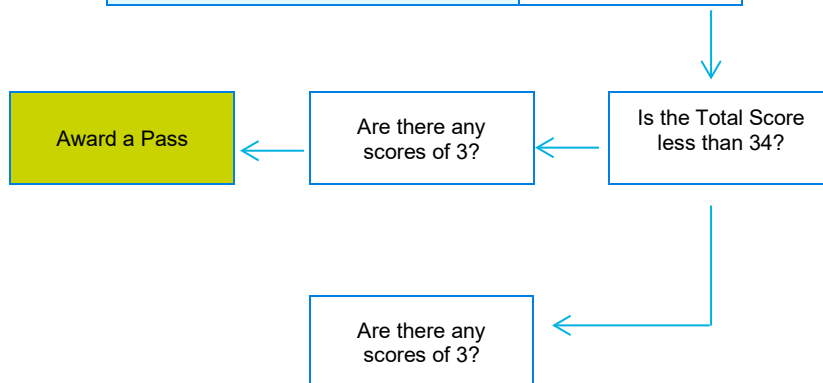 Award a Pass
Are there any
scores of 3?
Is the Total Score
less than 34?
Are there any
scores of 3?